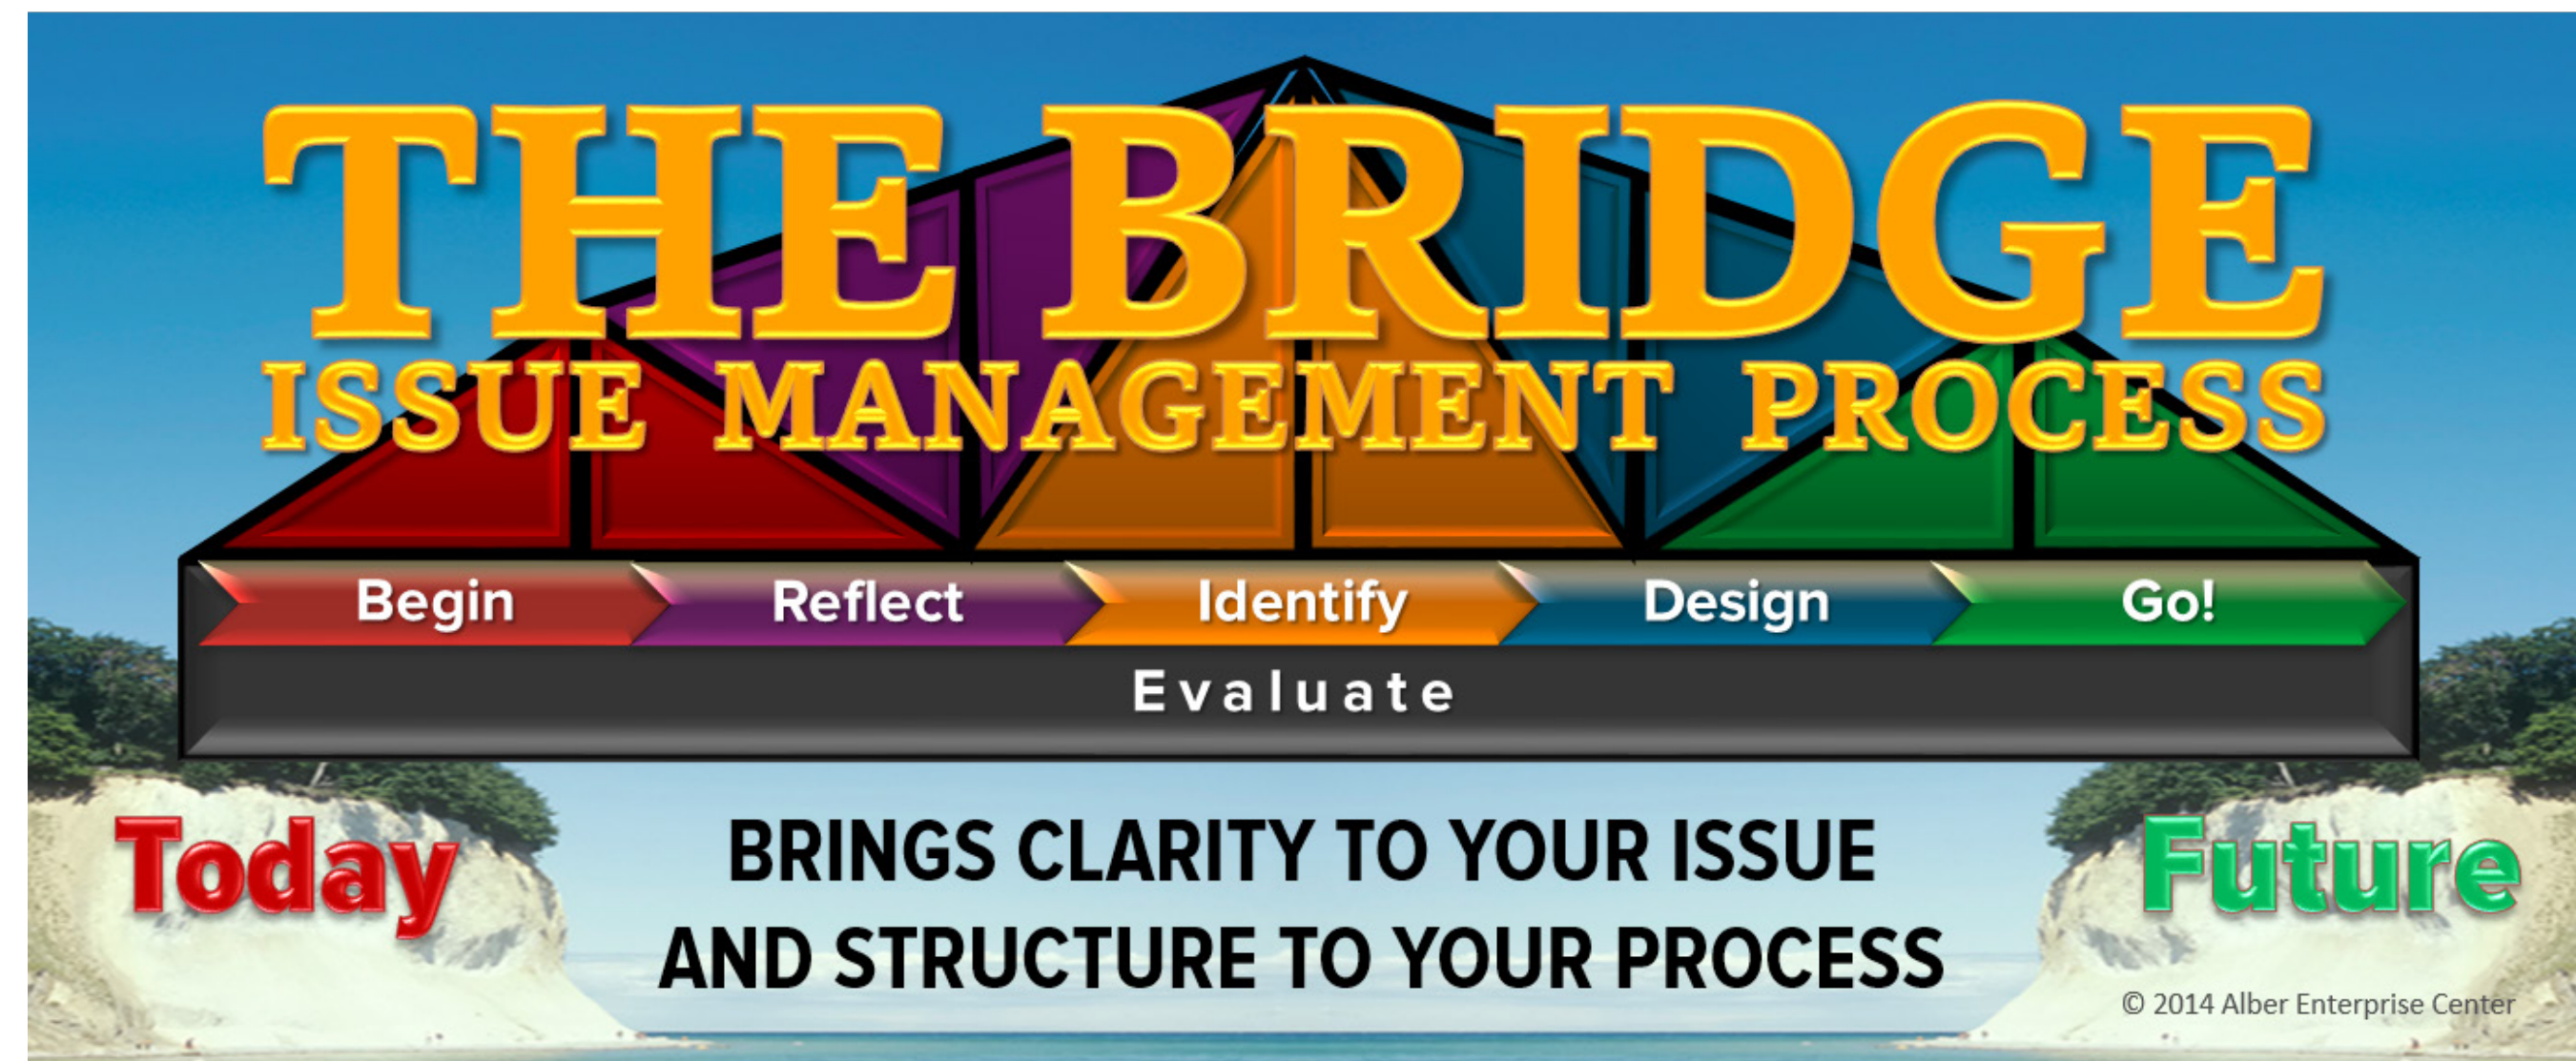 THE BRIDGE
ISSUE MANAGEMENT PROCESS
Begin Reflect Identify Design Go!
Evaluate
Today
BRINGS CLARITY TO YOUR ISSUE
AND STRUCTURE TO YOUR PROCESS
Future
© 2014 Alber Enterprise Center